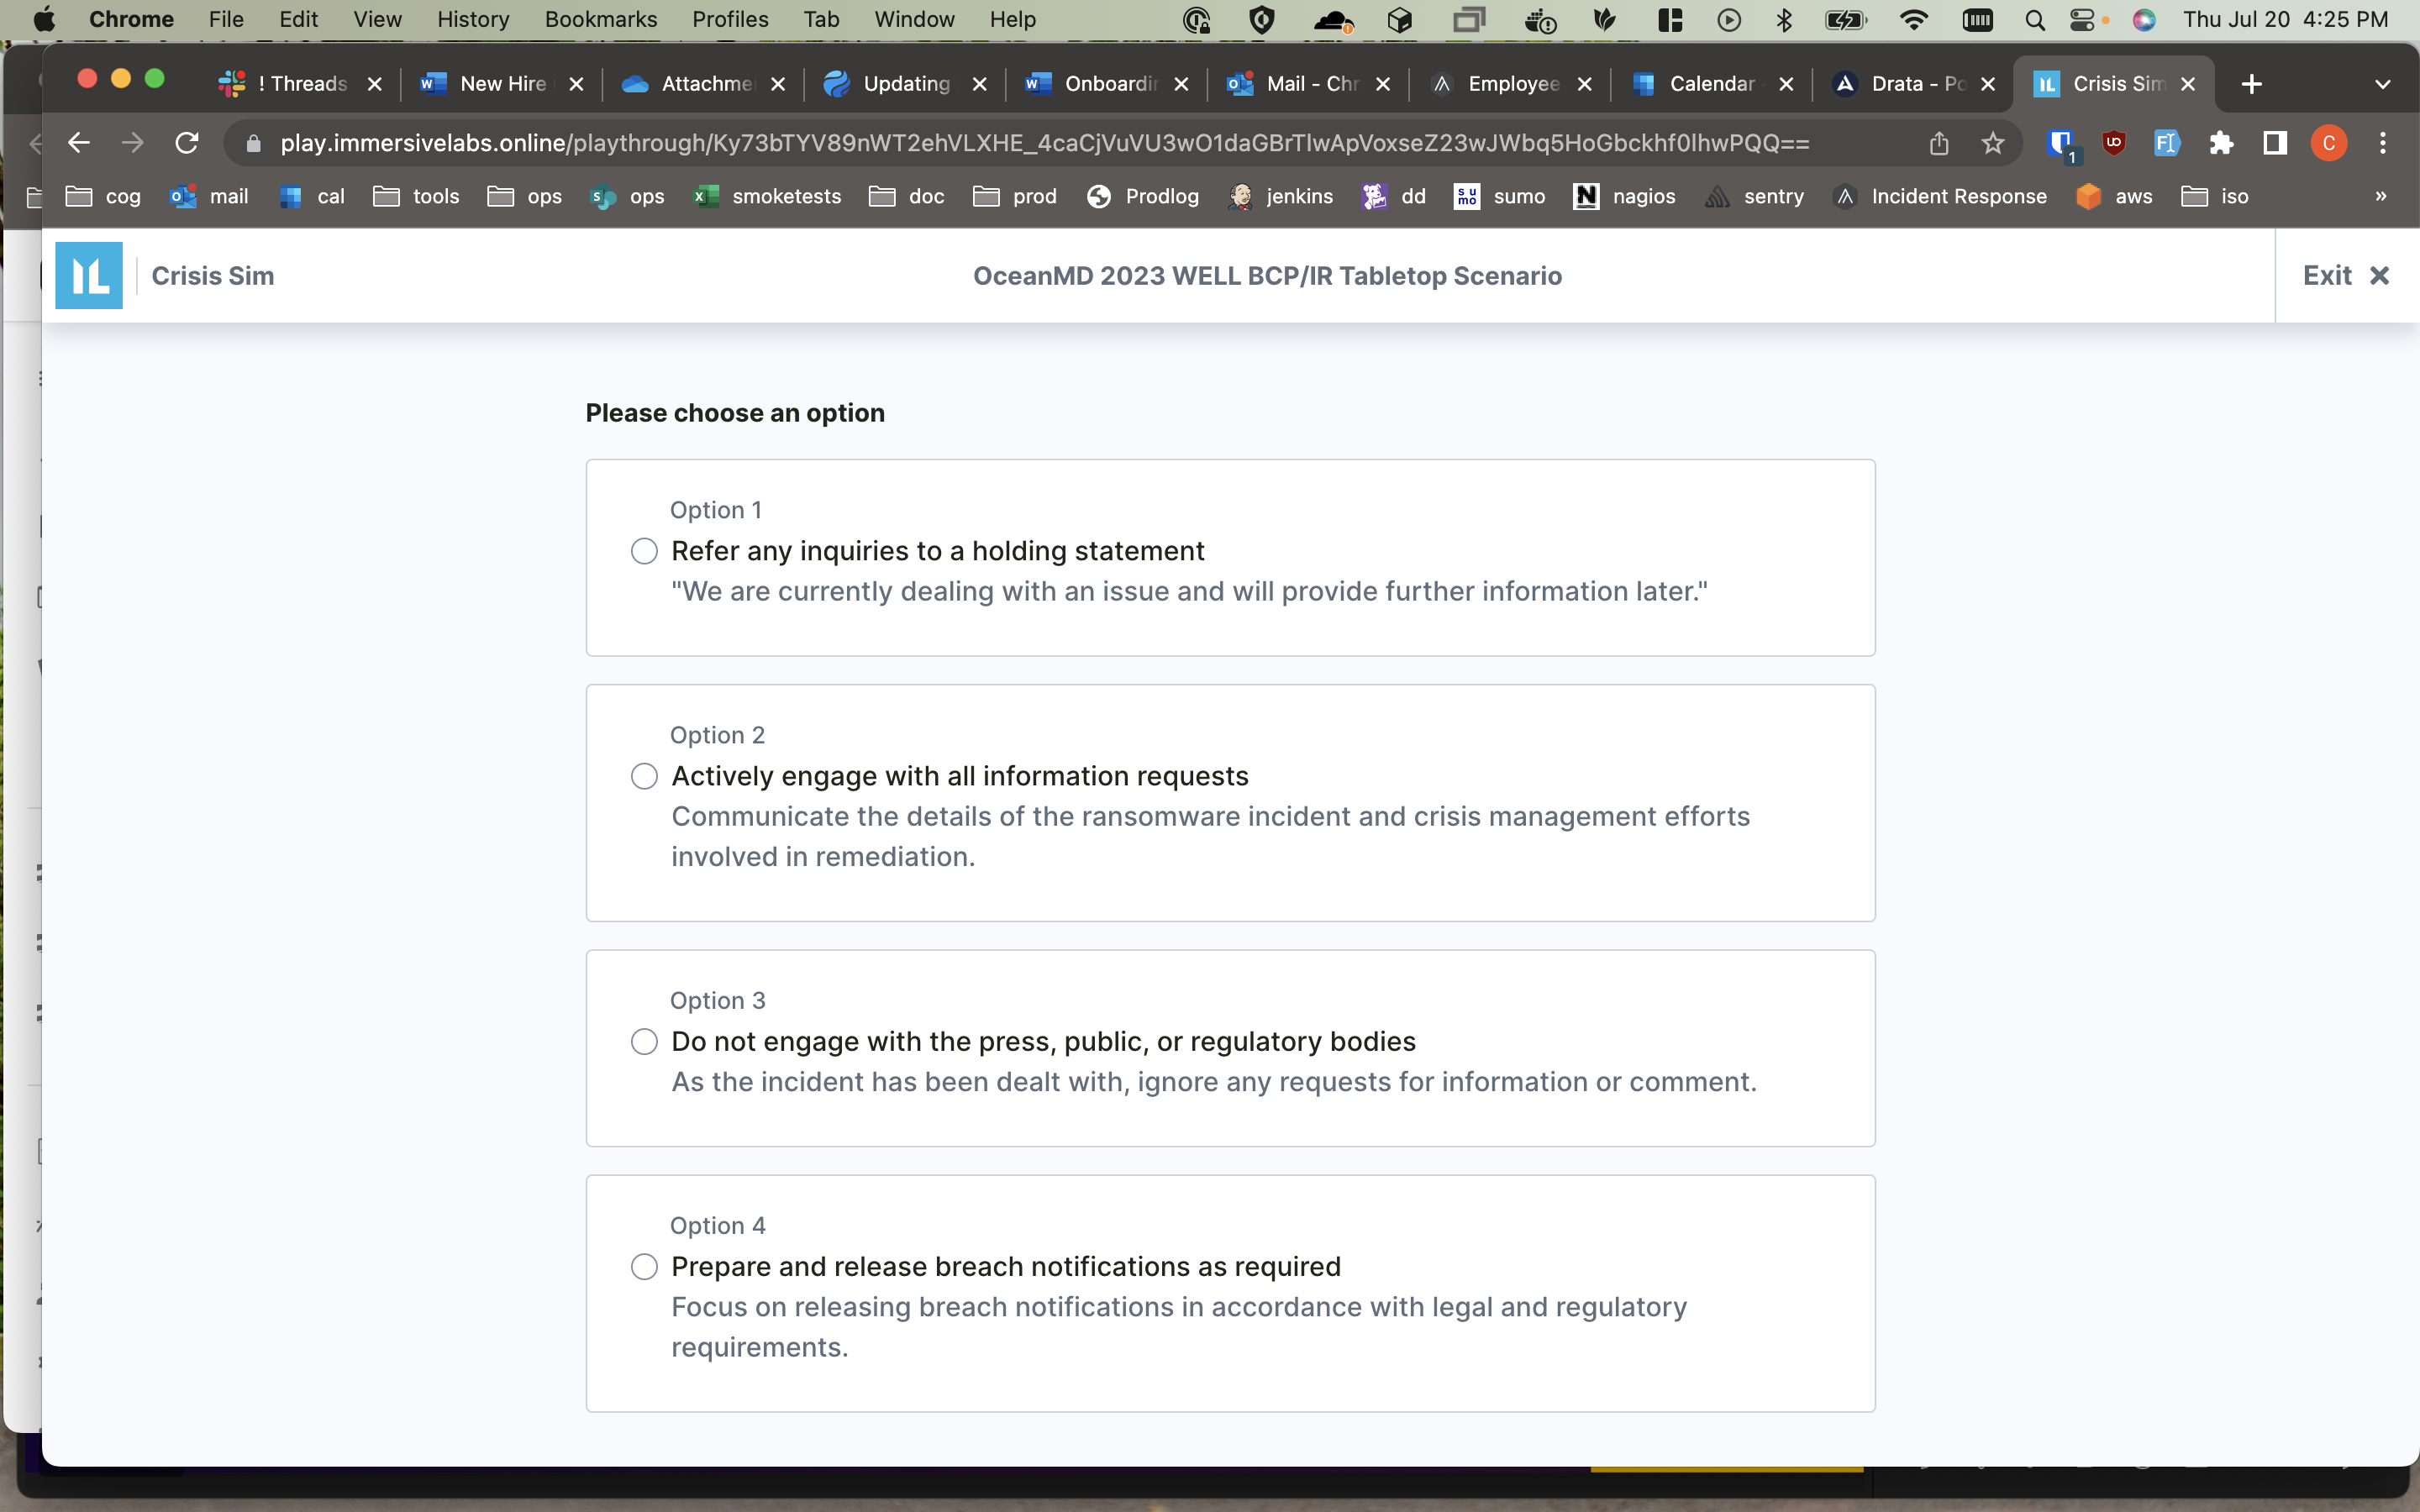 Chrome File Edit View History Bookmarks Profiles Tab Window Help Thu Jul 20 4:25 PM
! Threads New Hire Attachme Updating Onboardin Mail - Chr Employee Calendar Drata - Po Crisis Sim
play.immersivelabs.online/playthrough/Ky73bTYV89nWT2ehVLXHE_4caCjVuVU3wO1daGBrTlwApVoxseZ23wJWbq5HoGbckhf0lhwPQQ== 1 C
cog mail cal tools ops ops smoketests doc prod Prodlog jenkins dd sumo nagios sentry Incident Response aws iso »
IL Crisis Sim OceanMD 2023 WELL BCP/IR Tabletop Scenario Exit
Please choose an option
Option 1
Refer any inquiries to a holding statement
"We are currently dealing with an issue and will provide further information later."
Option 2
Actively engage with all information requests
Communicate the details of the ransomware incident and crisis management efforts
involved in remediation.
Option 3
Do not engage with the press, public, or regulatory bodies
As the incident has been dealt with, ignore any requests for information or comment.
Option 4
Prepare and release breach notifications as required
Focus on releasing breach notifications in accordance with legal and regulatory
requirements.